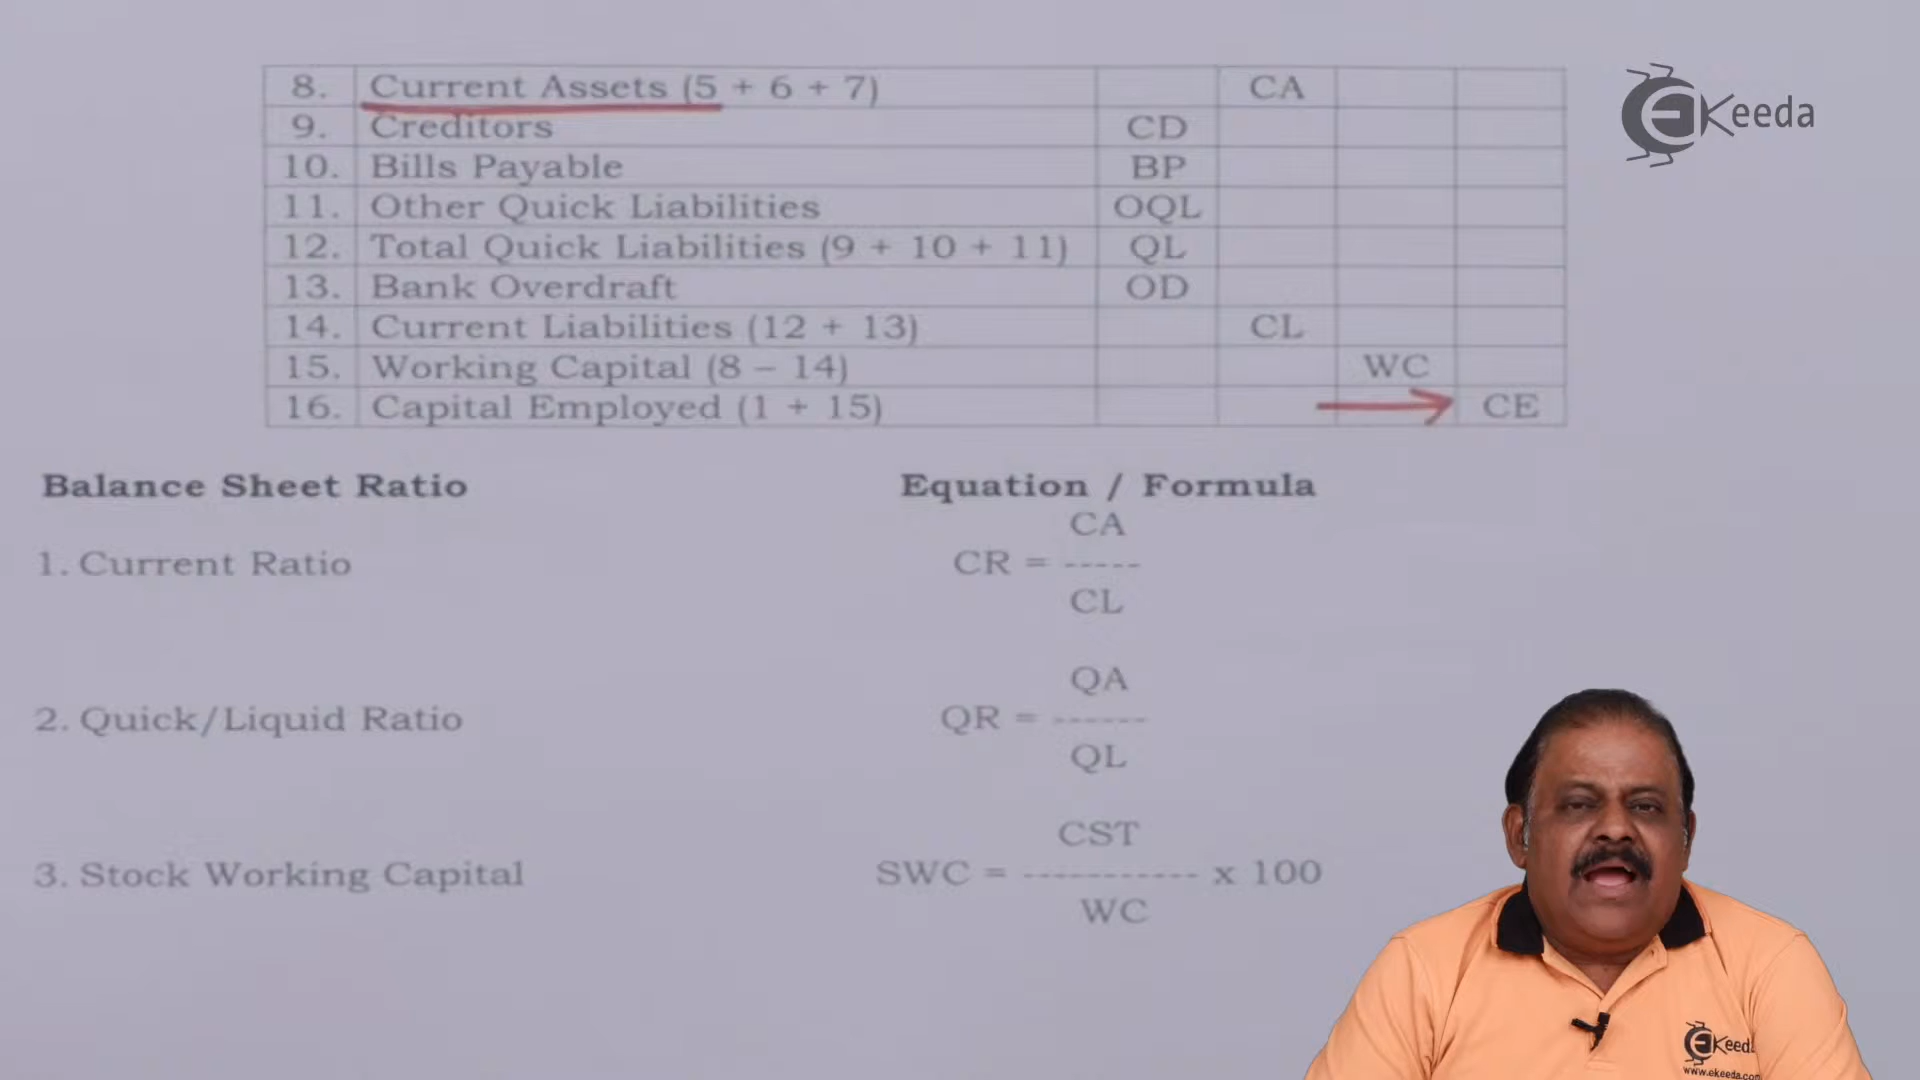 8. Current Assets (5 + 6 + 7) CA
9. Creditors CD
10. Bills Payable BP
11. Other Quick Liabilities OQL
12. Total Quick Liabilities (9 + 10 + 11) QL
13. Bank Overdraft OD
14. Current Liabilities (12 + 13) CL
15. Working Capital (8 – 14) WC
16. Capital Employed (1 + 15) CE
EKeeda
Balance Sheet Ratio Equation / Formula
CA
1. Current Ratio CR = -----
CL
QA
2. Quick/Liquid Ratio QR = ------
QL
CST
3. Stock Working Capital SWC = ----------- x 100
WC
EKeeda
www.ekeeda.com